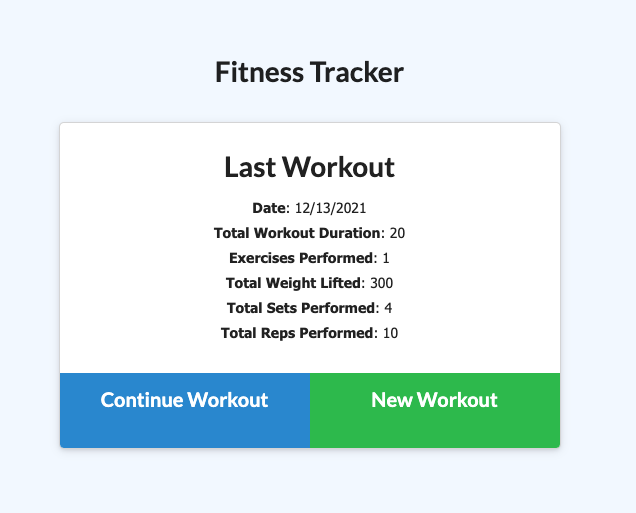 Fitness Tracker
Last Workout
Date: 12/13/2021
Total Workout Duration: 20
Exercises Performed: 1
Total Weight Lifted: 300
Total Sets Performed: 4
Total Reps Performed: 10
Continue Workout
New Workout